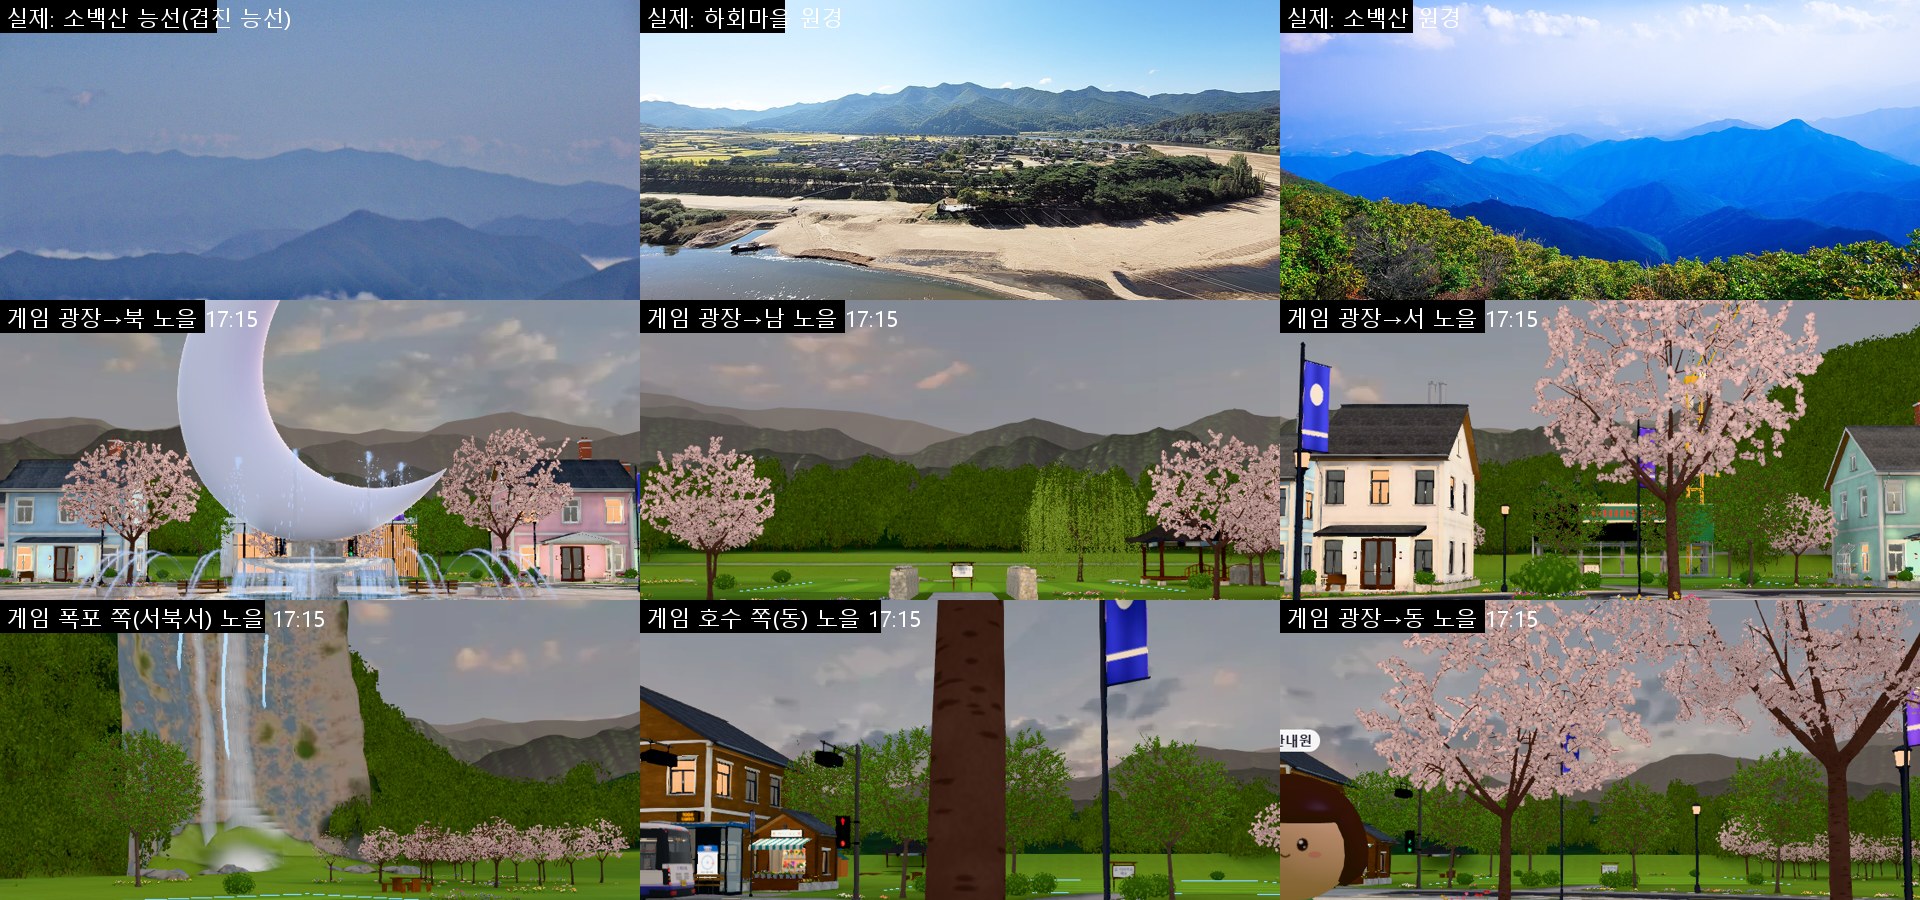 실제: 소백산 능선(겹친 능선)
실제: 하회마을 원경
실제: 소백산 원경
게임 광장→북 노을 17:15
게임 광장→남 노을 17:15
게임 광장→서 노을 17:15
게임 폭포 쪽(서북서) 노을 17:15
게임 호수 쪽(동) 노을 17:15
게임 광장→동 노을 17:15
안내원